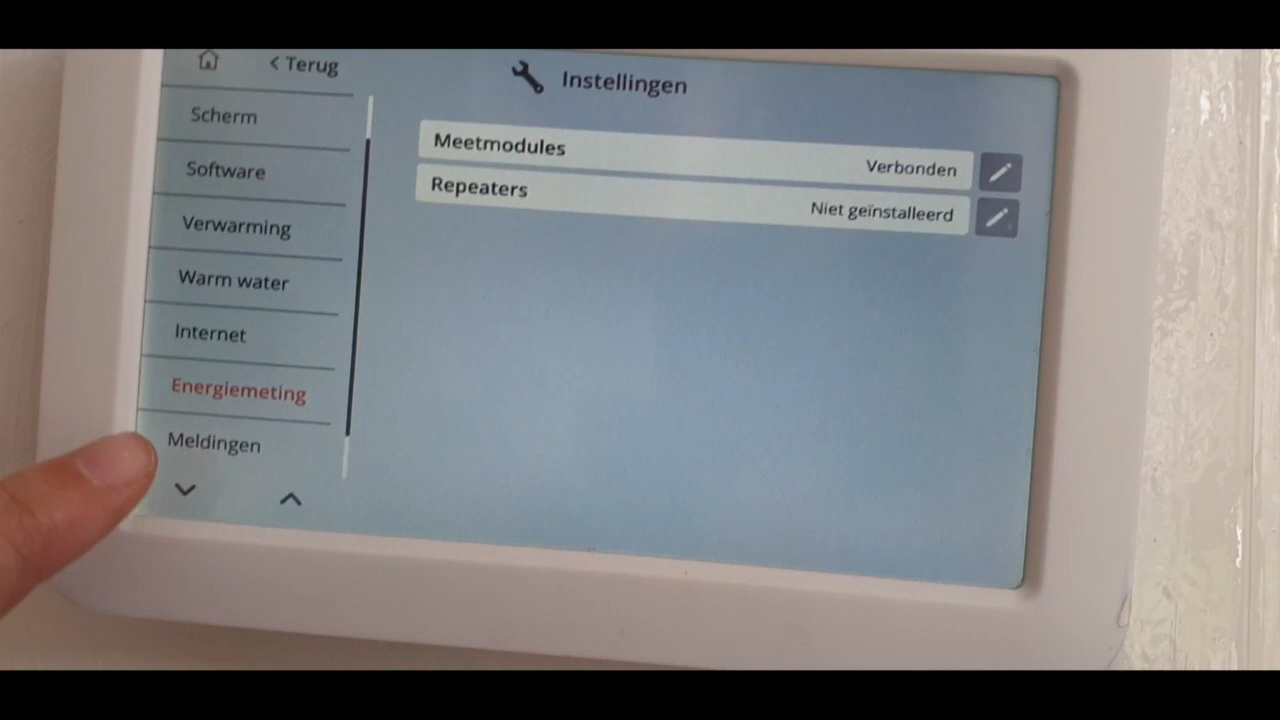 < Terug
Instellingen
Scherm
Software
Verwarming
Warm water
Internet
Energiemeting
Meldingen
Meetmodules
Verbonden
Repeaters
Niet geïnstalleerd